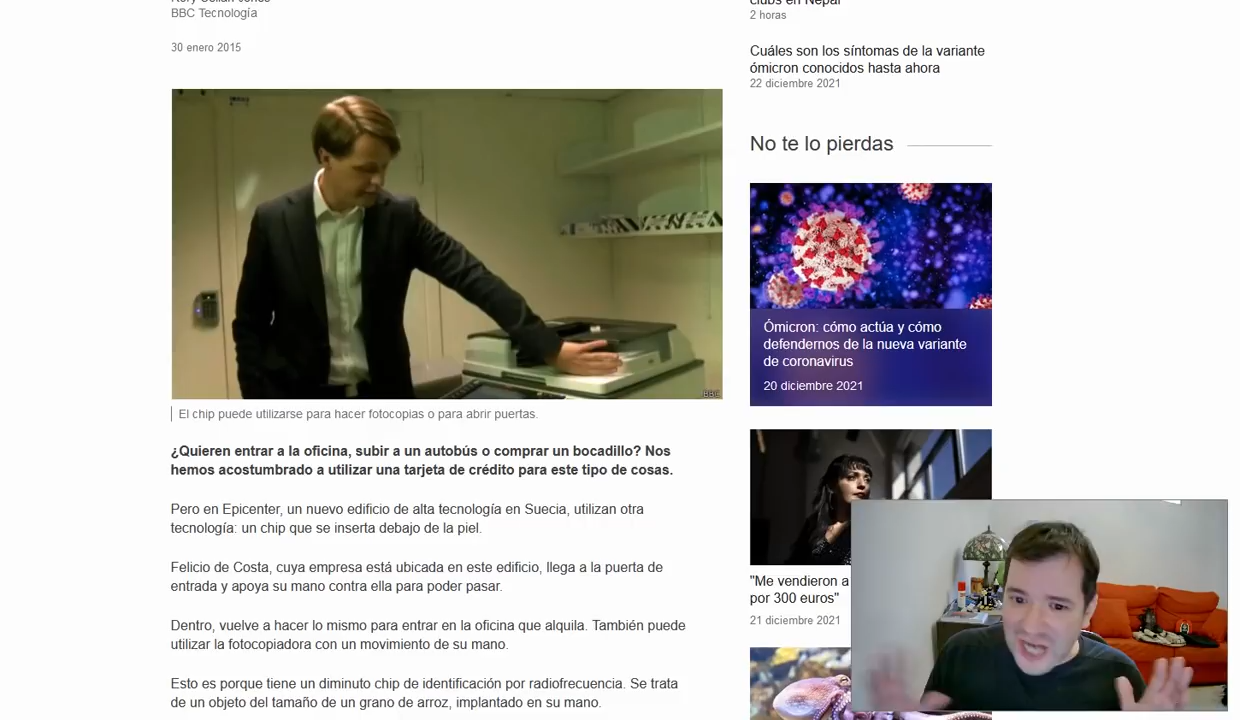 Rory Cellan-Jones
BBC Tecnología
30 enero 2015
El chip puede utilizarse para hacer fotocopias o para abrir puertas.
¿Quieren entrar a la oficina, subir a un autobús o comprar un bocadillo? Nos
hemos acostumbrado a utilizar una tarjeta de crédito para este tipo de cosas.
Pero en Epicenter, un nuevo edificio de alta tecnología en Suecia, utilizan otra
tecnología: un chip que se inserta debajo de la piel.
Felicio de Costa, cuya empresa está ubicada en este edificio, llega a la puerta de
entrada y apoya su mano contra ella para poder pasar.
Dentro, vuelve a hacer lo mismo para entrar en la oficina que alquila. También puede
utilizar la fotocopiadora con un movimiento de su mano.
Esto es porque tiene un diminuto chip de identificación por radiofrecuencia. Se trata
de un objeto del tamaño de un grano de arroz, implantado en su mano.
BBC
clubs en Nepal
2 horas
Cuáles son los síntomas de la variante
ómicron conocidos hasta ahora
22 diciembre 2021
No te lo pierdas
Ómicron: cómo actúa y cómo
defendernos de la nueva variante
de coronavirus
20 diciembre 2021
"Me vendieron a
por 300 euros"
21 diciembre 2021